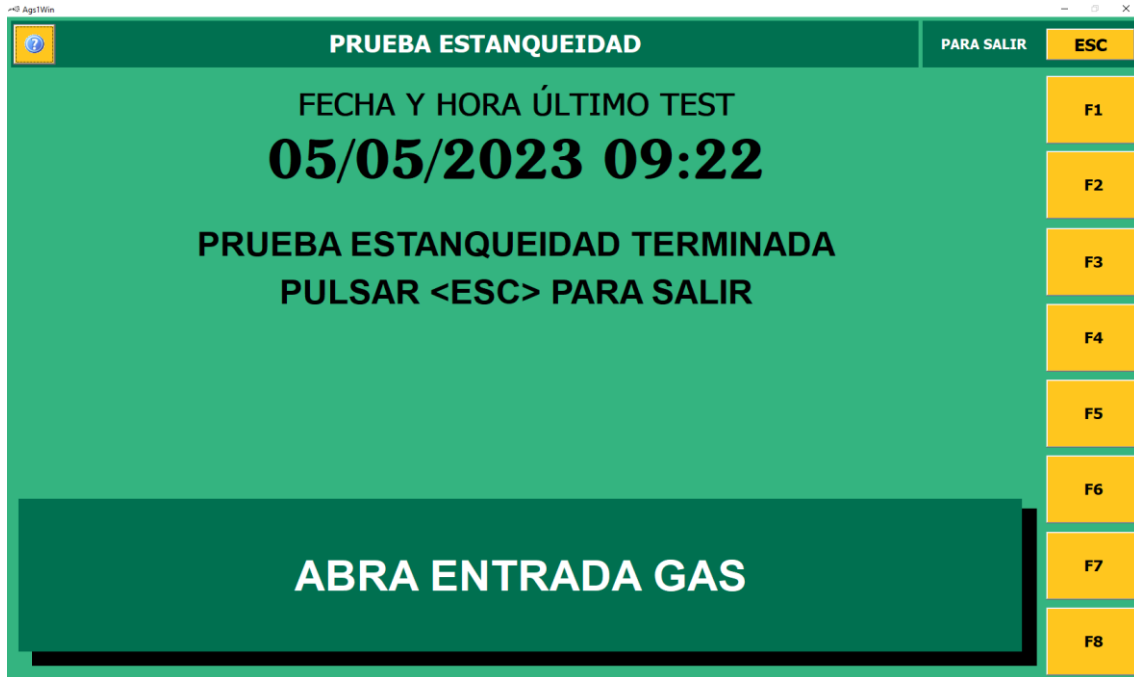 Ags1Win
PRUEBA ESTANQUEIDAD
PARA SALIR
ESC
FECHA Y HORA ÚLTIMO TEST
05/05/2023 09:22
PRUEBA ESTANQUEIDAD TERMINADA
PULSAR <ESC> PARA SALIR
ABRA ENTRADA GAS
F1
F2
F3
F4
F5
F6
F7
F8